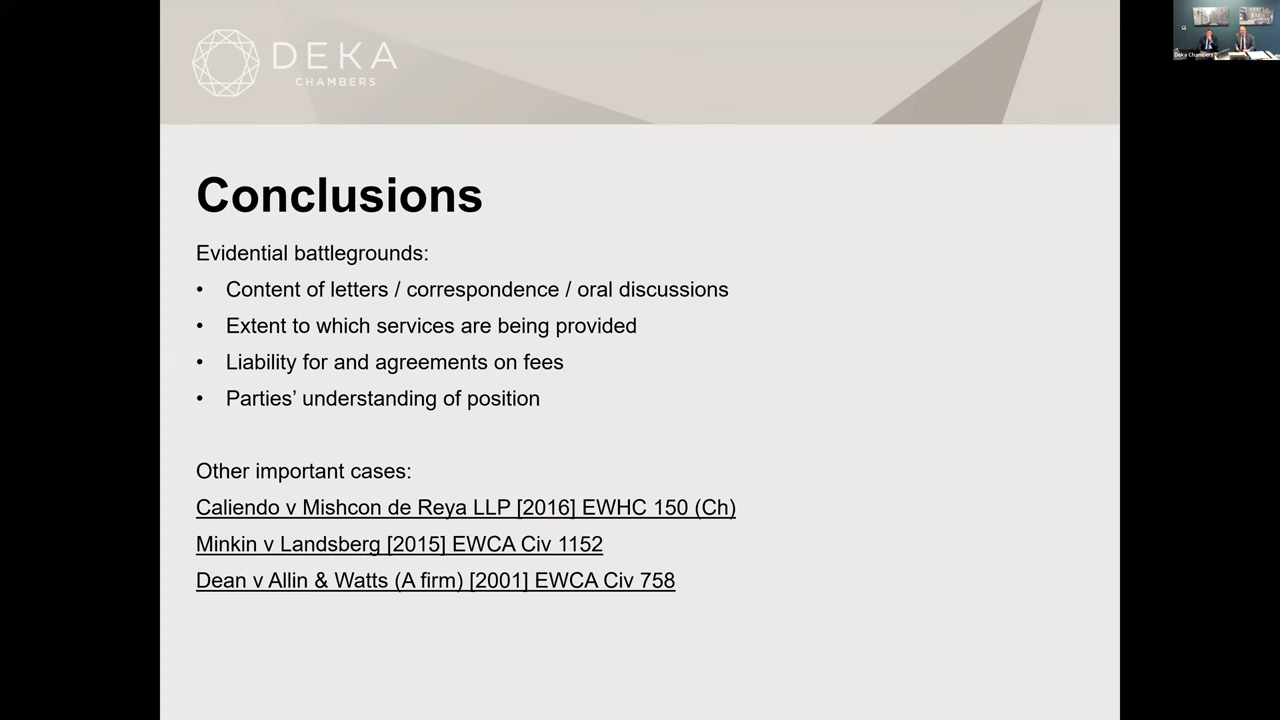 DEKA
CHAMBERS
Deka Chambers
Conclusions
Evidential battlegrounds:
• Content of letters / correspondence / oral discussions
• Extent to which services are being provided
• Liability for and agreements on fees
• Parties’ understanding of position
Other important cases:
Caliendo v Mishcon de Reya LLP [2016] EWHC 150 (Ch)
Minkin v Landsberg [2015] EWCA Civ 1152
Dean v Allin & Watts (A firm) [2001] EWCA Civ 758